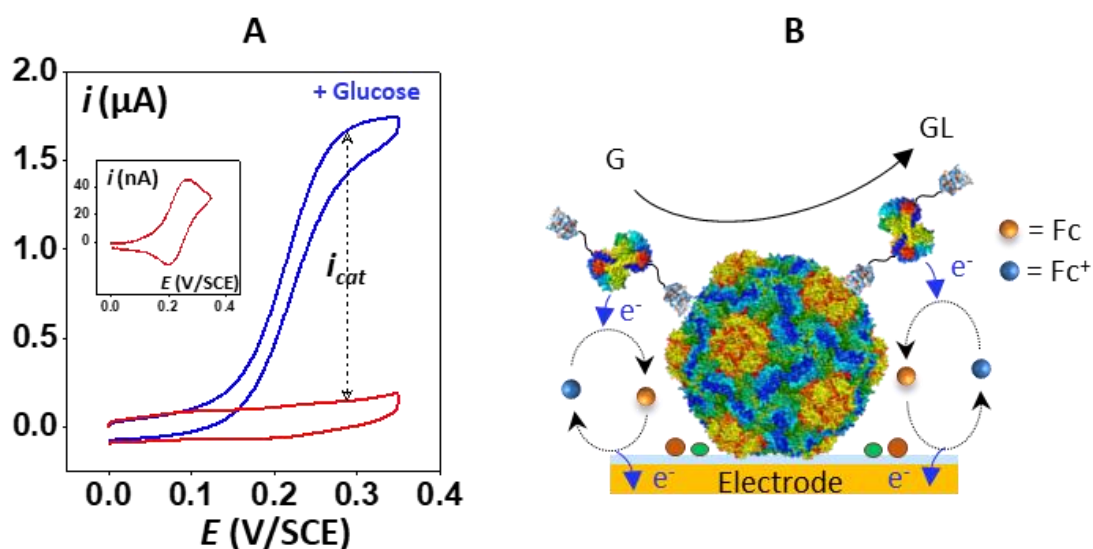 A
B
2.0
1.5
1.0
0.5
0.0
i (µA)
+ Glucose
i (nA)
40
20
0
E (V/SCE)
0.0
0.2
0.4
i_cat
0.0
0.1
0.2
0.3
0.4
E (V/SCE)
G
GL
e-
e-
= Fc
= Fc+
e-
Electrode
e-